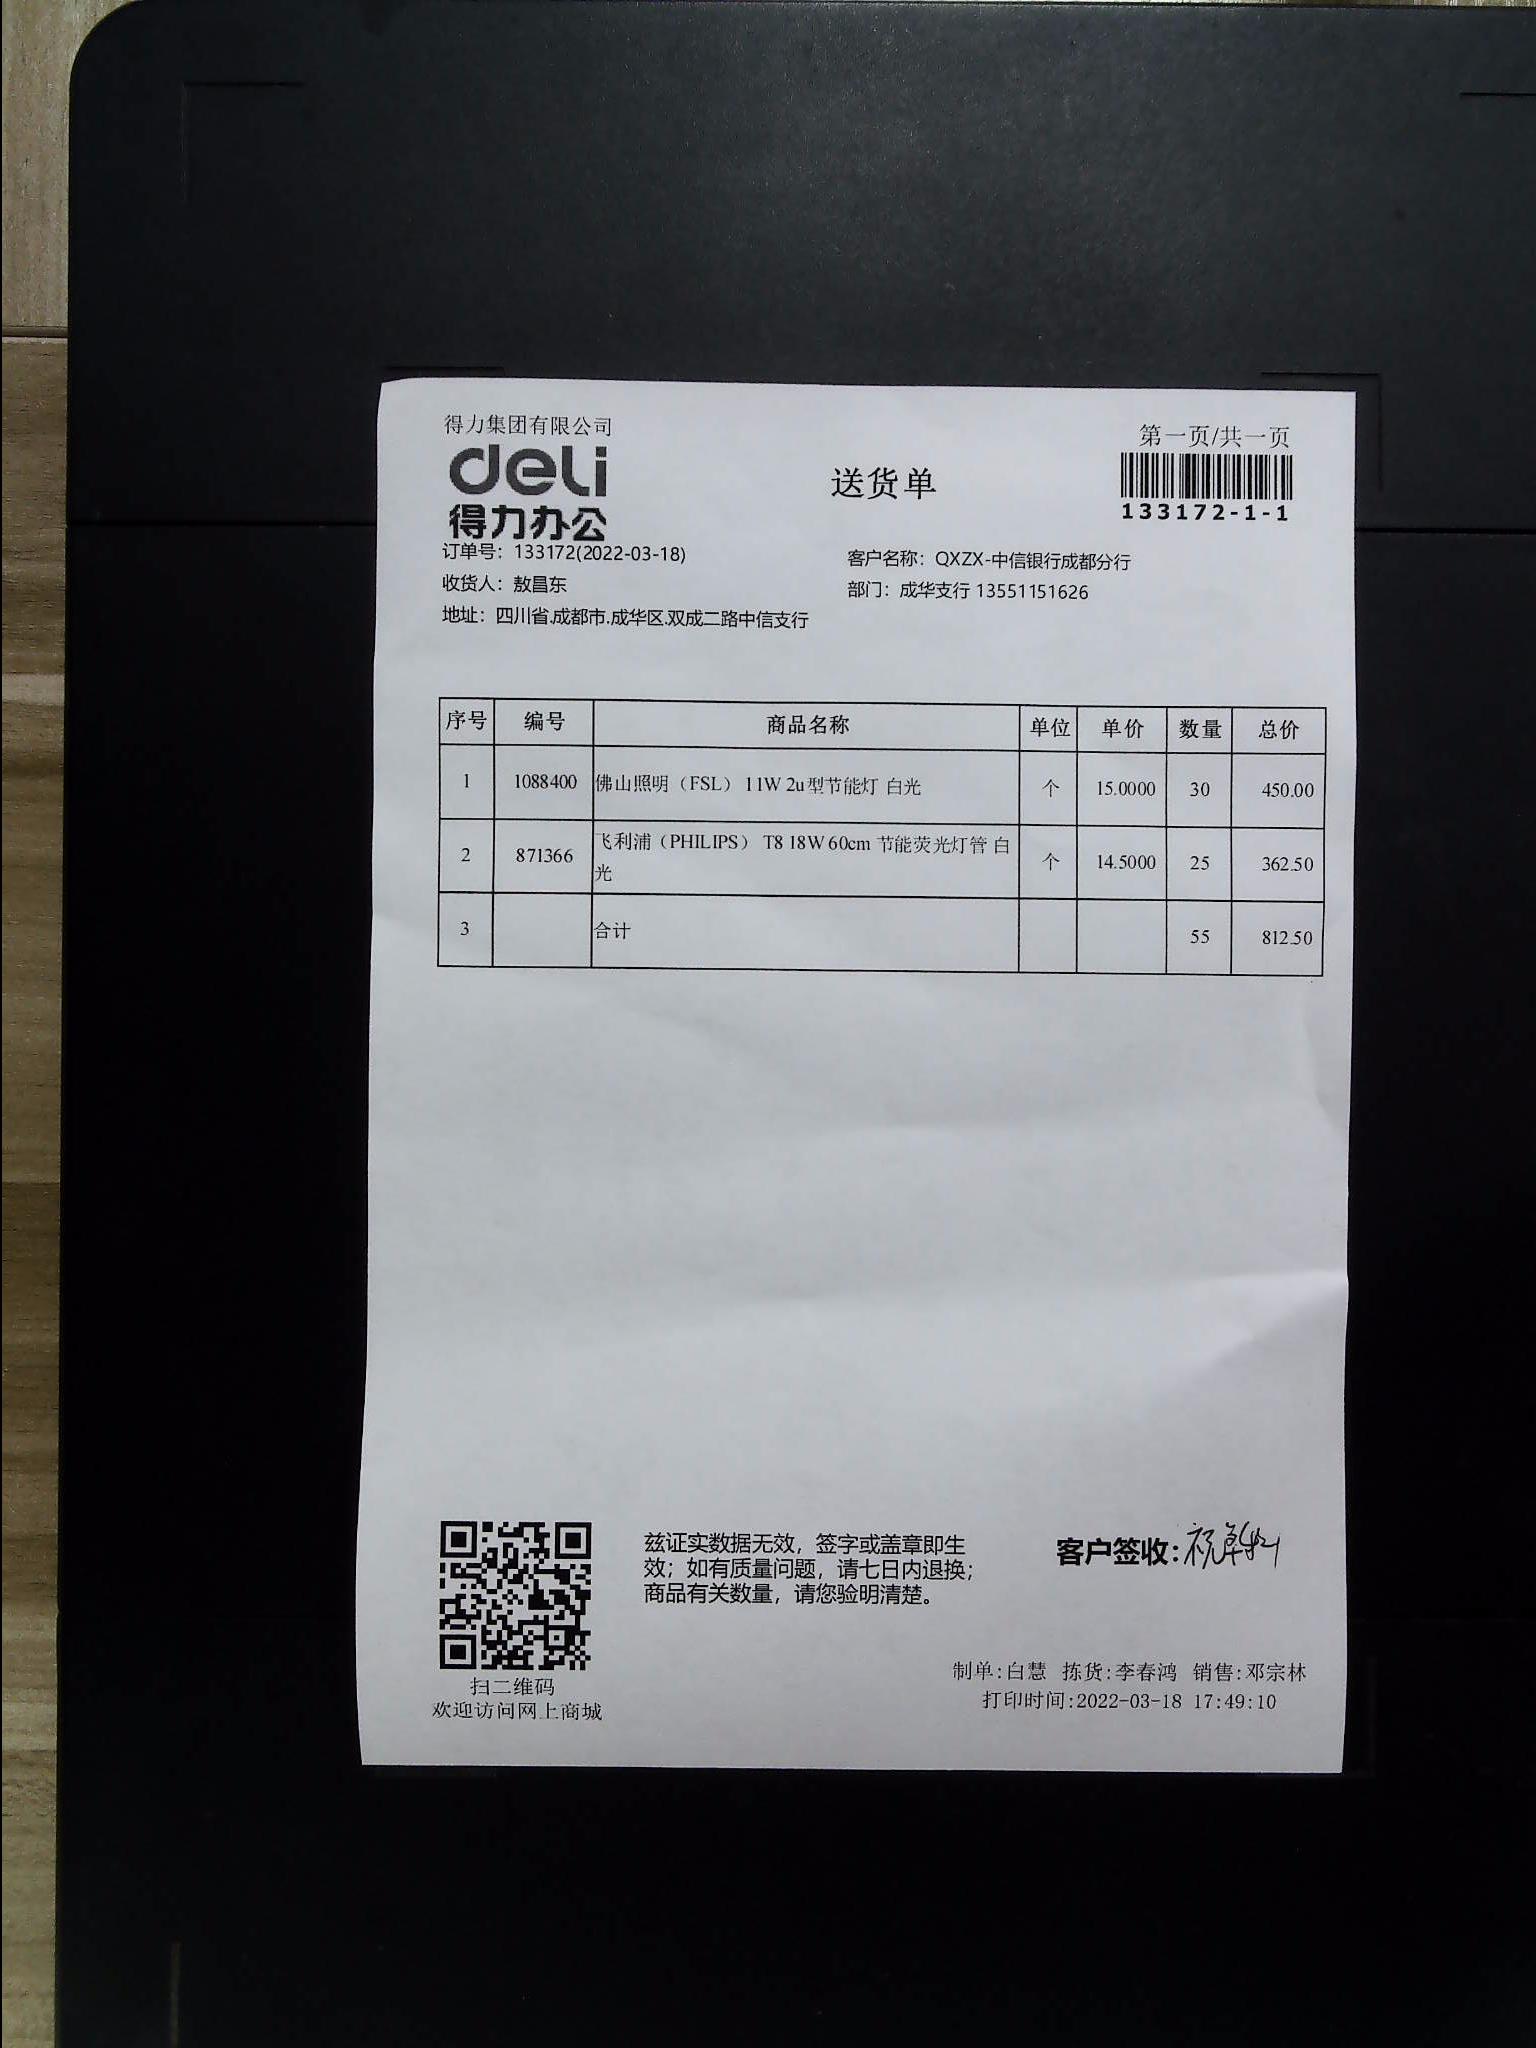 得力集团有限公司
deli
得力办公
送货单
第一页/共一页
133172-1-1
订单号：133172(2022-03-18)
客户名称：QXZX-中信银行成都分行
收货人：敖昌东
部门：成华支行 13551151626
地址：四川省.成都市.成华区.双成二路中信支行
序号 编号 商品名称 单位 单价 数量 总价
1 1088400 佛山照明（FSL） 11W 2u型节能灯 白光 个 15.0000 30 450.00
2 871366 飞利浦（PHILIPS） T8 18W 60cm 节能荧光灯管 白
光 个 14.5000 25 362.50
3 合计 55 812.50
兹证实数据无效，签字或盖章即生
效；如有质量问题，请七日内退换；
商品有关数量，请您验明清楚。
客户签收:
扫二维码
欢迎访问网上商城
制单:白慧 拣货:李春鸿 销售:邓宗林
打印时间:2022-03-18 17:49:10